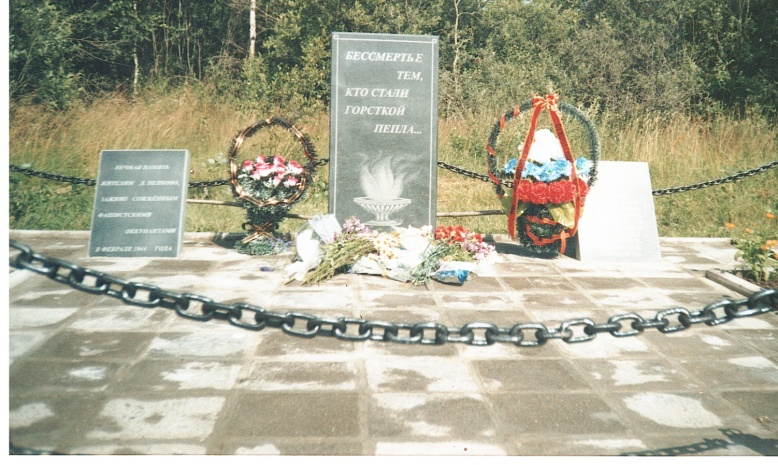 БЕССМЕРТЬЕ
ТЕМ,
КТО СТАЛИ
ГОРСТКОЙ
ПЕПЛА...
ВЕЧНАЯ ПАМЯТЬ
ЖИТЕЛЯМ Д
ЗАЖИВО СОЖЖЁННЫМ
ФАШИСТСКИМИ
ОККУПАНТАМИ
В ФЕВРАЛЕ 1944 ГОДА